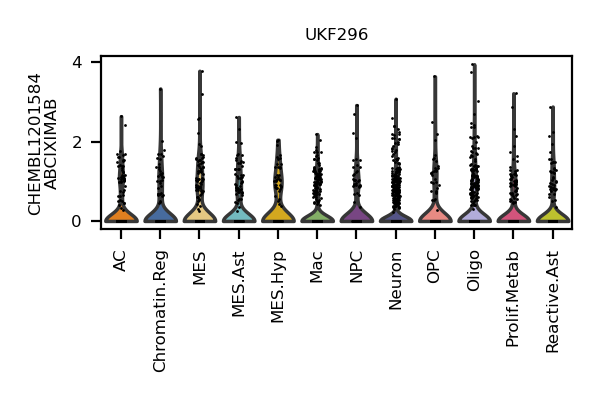 UKF296
CHEMBL1201584
ABCIXIMAB
4
2
0
AC
Chromatin.Reg
MES
MES.Ast
MES.Hyp
Mac
NPC
Neuron
OPC
Oligo
Prolif.Metab
Reactive.Ast